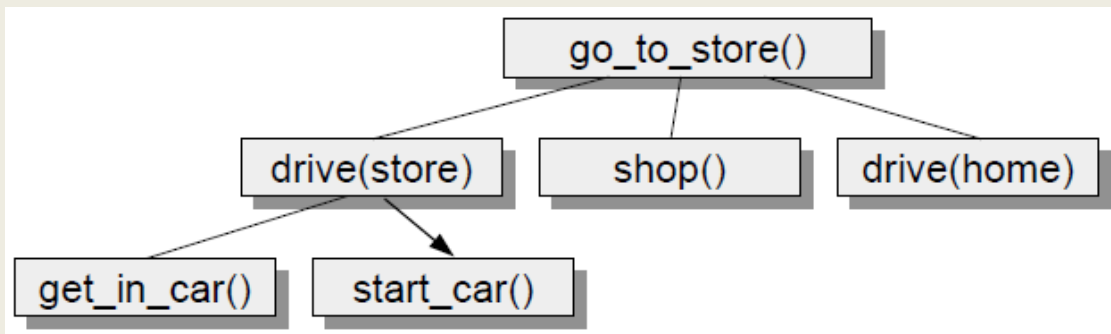 go_to_store()
drive(store)
shop()
drive(home)
get_in_car()
start_car()